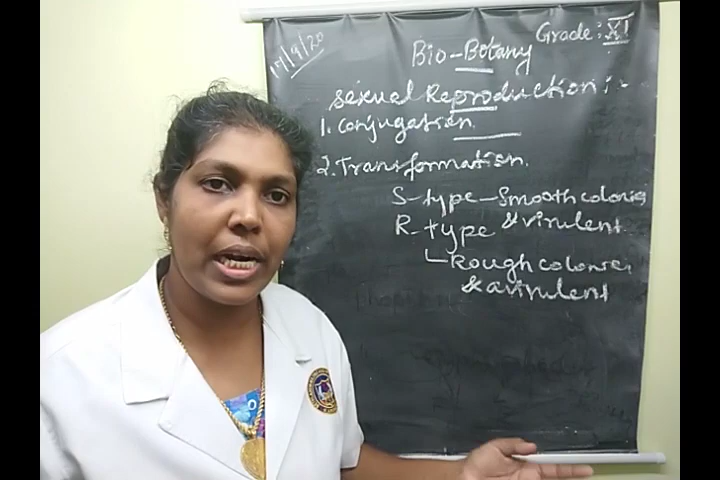 17/9/20
Grade: XI
Bio-Botany
Sexual Reproduction:-
1. Conjugation
2. Transformation.
S-type - Smooth colonies
& virulent
R-type
Rough colonies
& avirulent